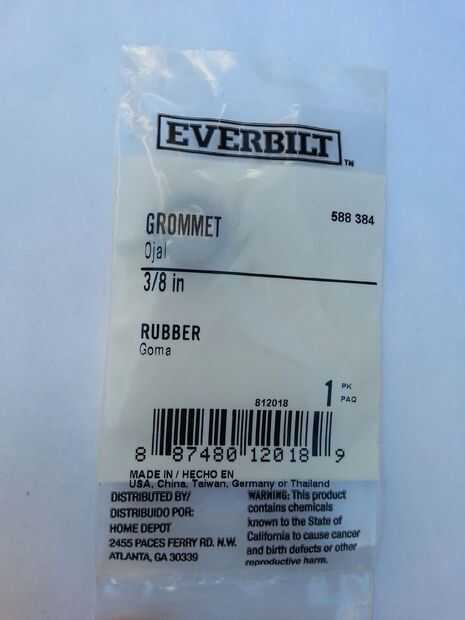 EVERBILT TM
GROMMET 588 384
Ojal
3/8 in
RUBBER
Goma
812018
1 PK
PAQ
8 87480 12018 9
MADE IN / HECHO EN
USA, China, Taiwan, Germany or Thailand
DISTRIBUTED BY/
DISTRIBUIDO POR:
HOME DEPOT
2455 PACES FERRY RD. N.W.
ATLANTA, GA 30339
WARNING: This product
contains chemicals
known to the State of
California to cause cancer
and birth defects or other
reproductive harm.